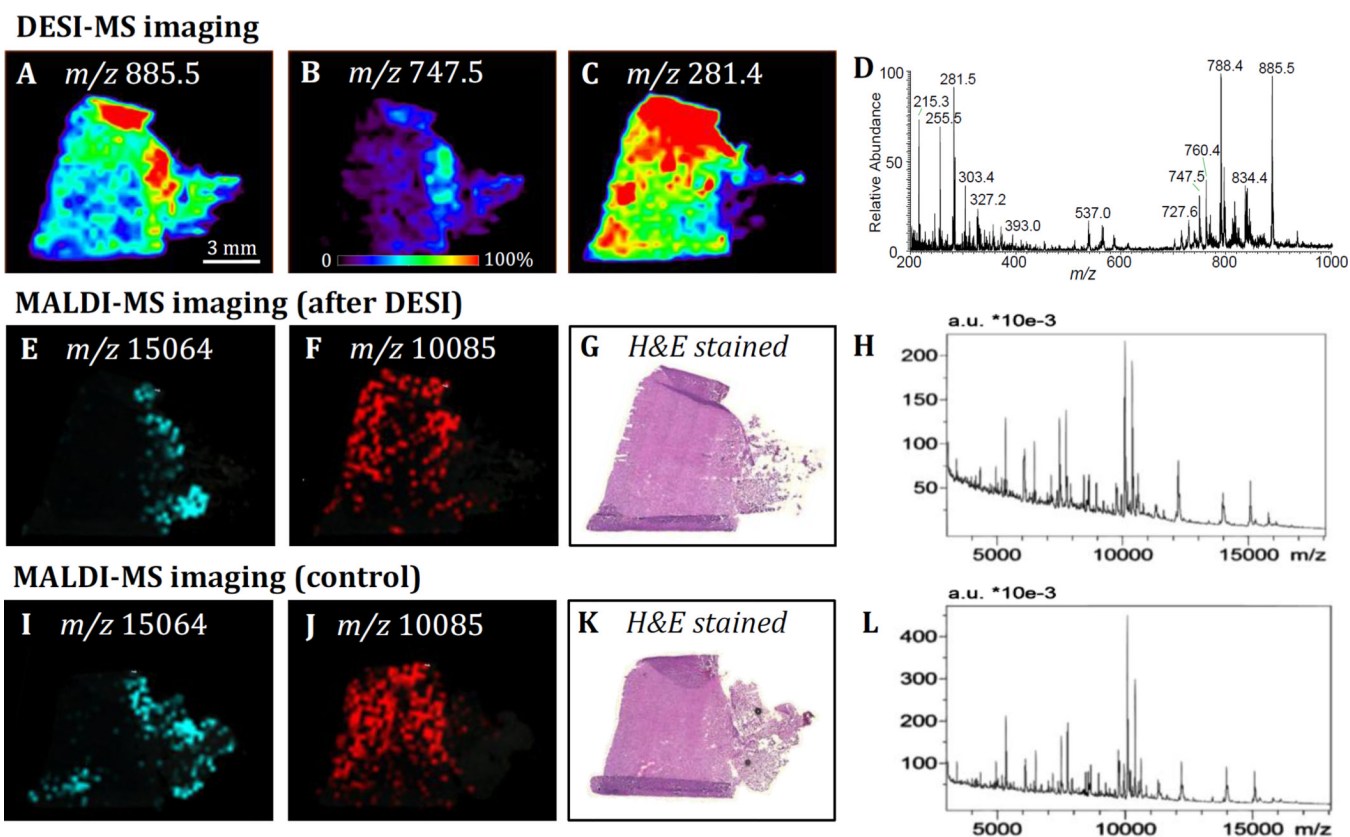 DESI-MS imaging
A m/z 885.5
B m/z 747.5
C m/z 281.4
D
3 mm
0 100%
Relative Abundance
100
50
0
215.3
255.5
281.5
303.4
327.2
393.0
537.0
727.6
747.5
760.4
788.4
834.4
885.5
200 400 600 800 1000
m/z
MALDI-MS imaging (after DESI)
E m/z 15064
F m/z 10085
G H&E stained
H
a.u. *10e-3
200
150
100
50
5000 10000 15000 m/z
MALDI-MS imaging (control)
I m/z 15064
J m/z 10085
K H&E stained
L
a.u. *10e-3
400
300
200
100
5000 10000 15000 m/z